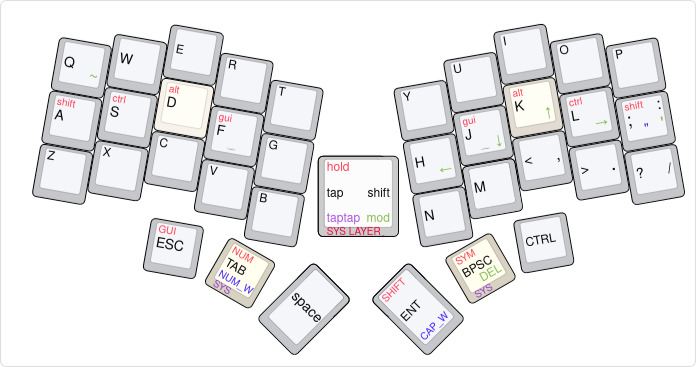 Q ~
W
E
R
T
shift
A
ctrl
S
alt
D
gui
F _
G
Z
X
C
V
B
Y
U
I
O
P
H ←
gui
J _ ↓
alt
K ↑
ctrl
L →
shift
; " :
N
M
< ,
> .
? /
hold
tap shift
taptap mod
SYS LAYER
GUI
ESC
NUM
TAB
NUM_W
SYS
space
SHIFT
ENT
CAP_W
SYM
BPSC
DEL
SYS
CTRL